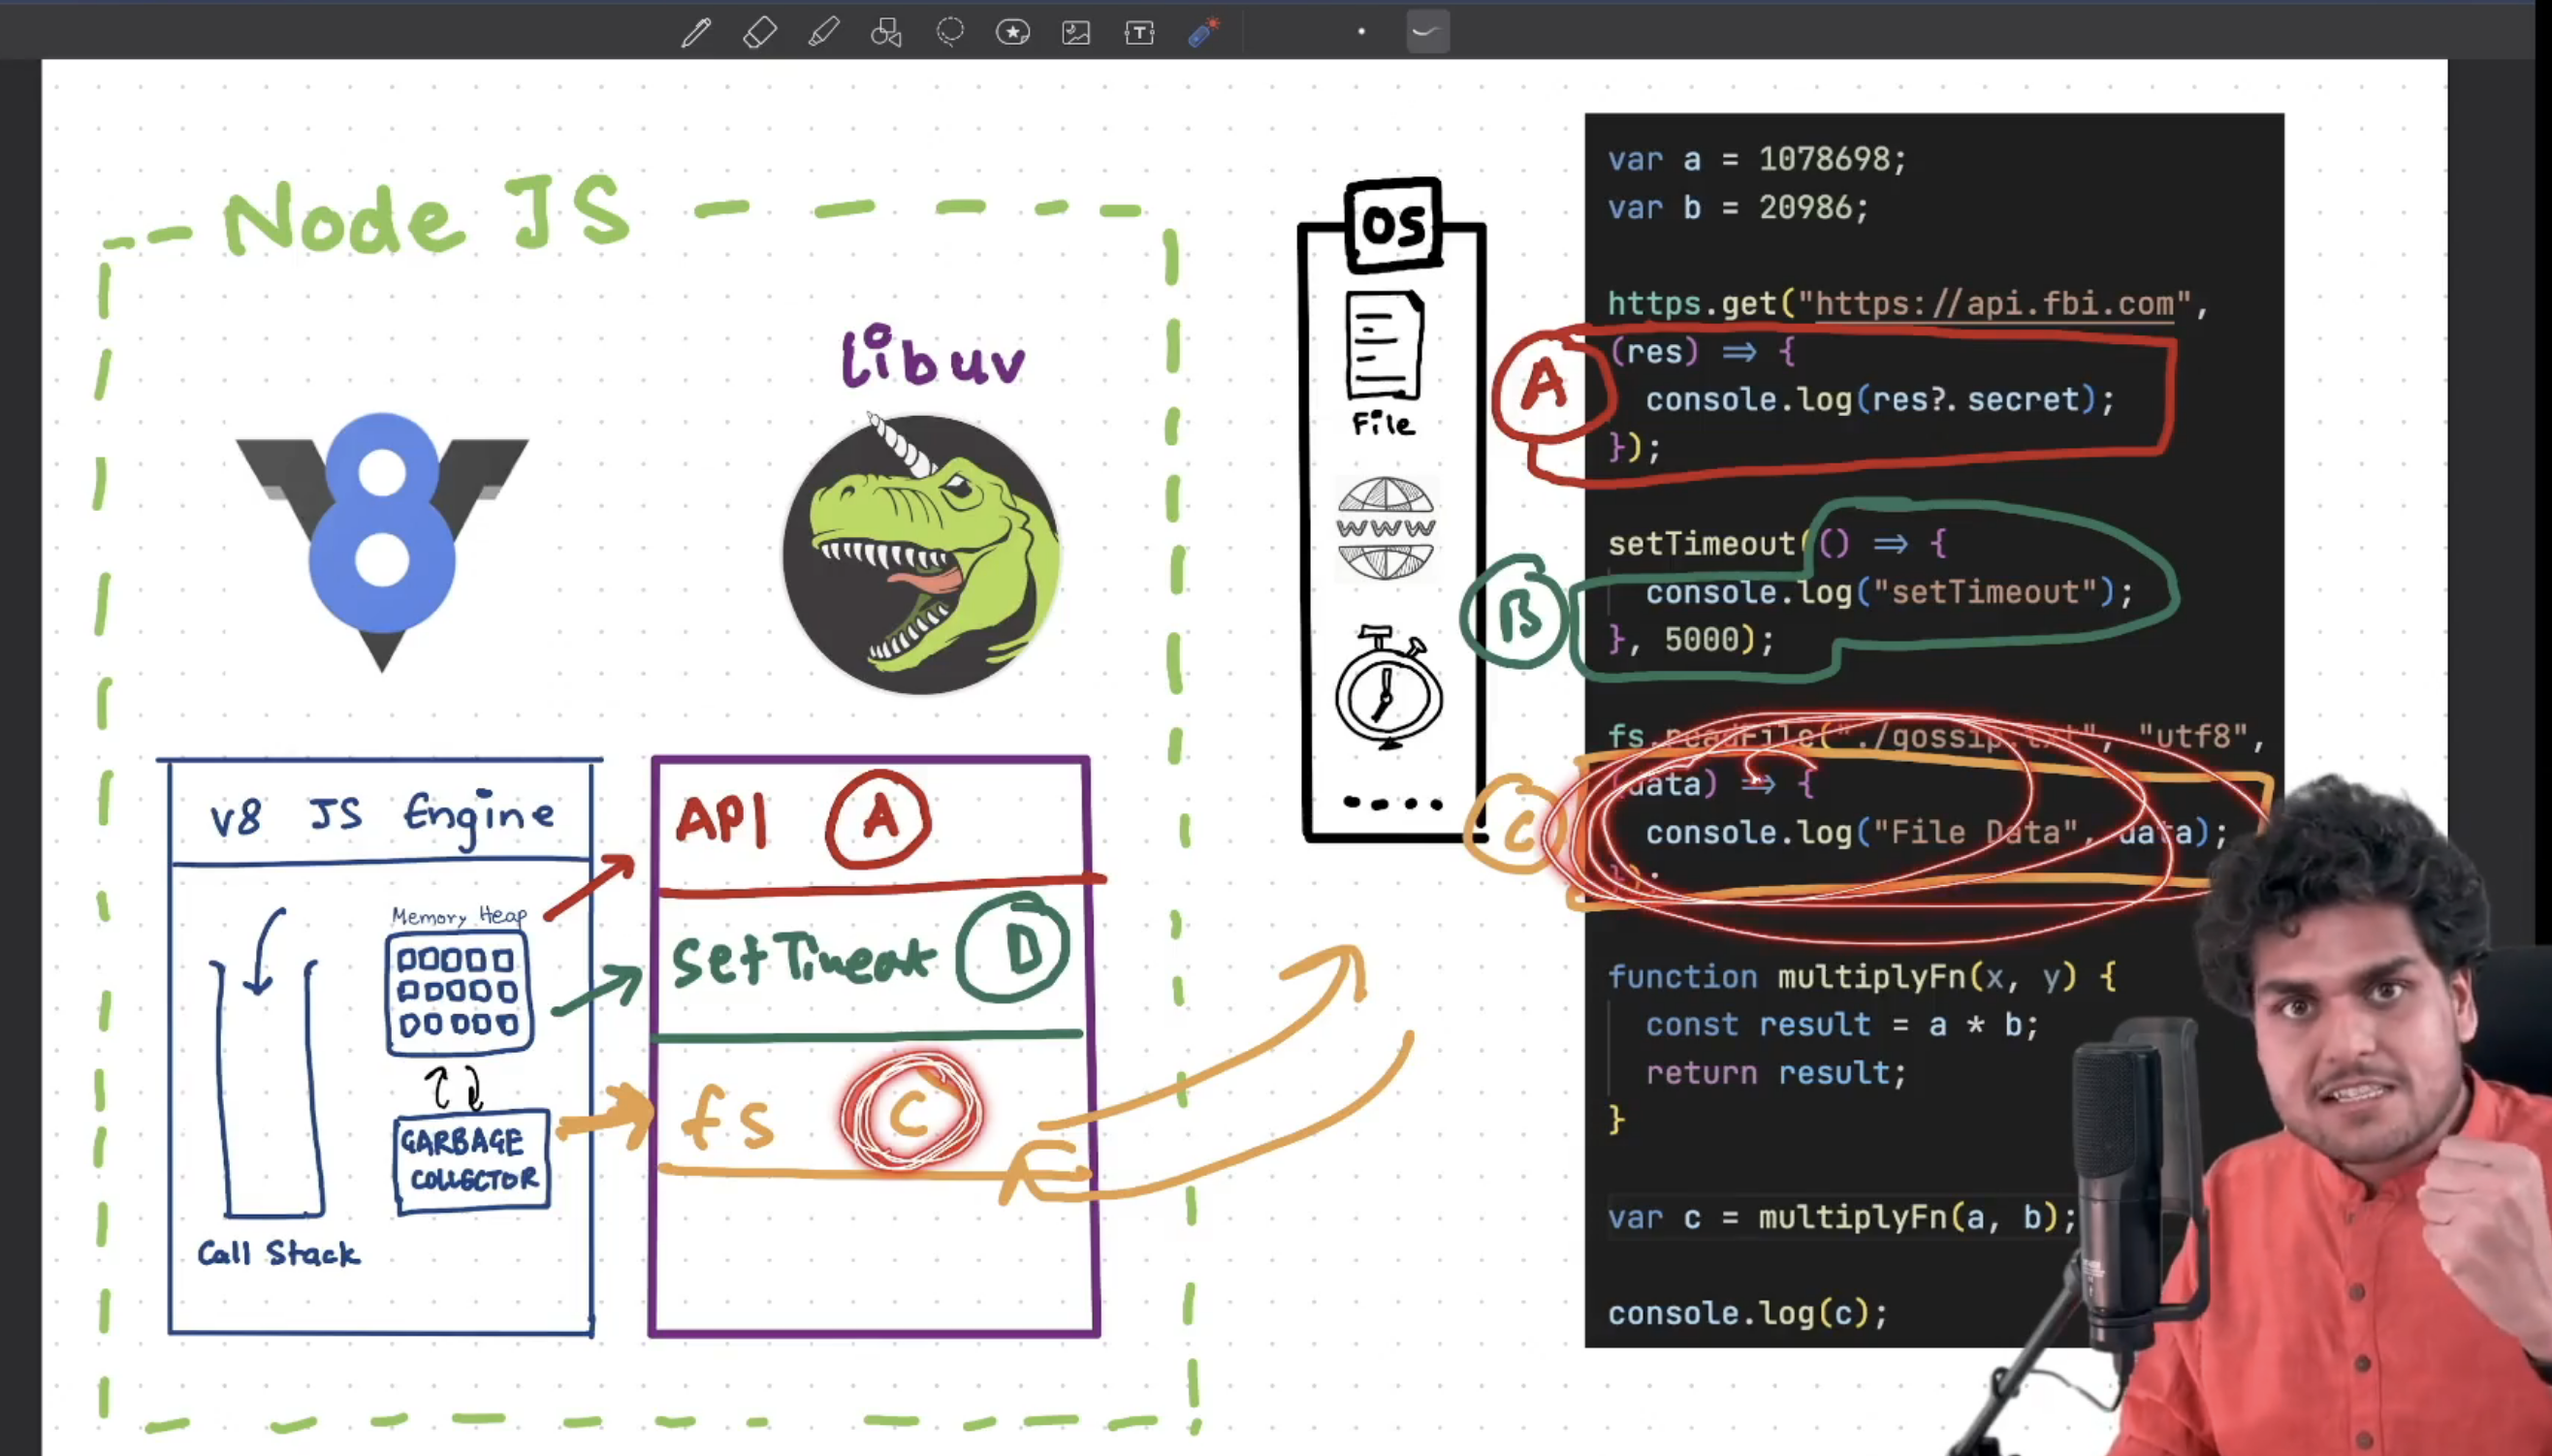 Node JS
libuv
V8
V8 JS Engine
Memory Heap
GARBAGE
COLLECTOR
Call Stack
API A
SetTimeout D
fs C
OS
File
WWW
A
B
C
var a = 1078698;
var b = 20986;
https.get("https://api.fbi.com",
(res) => {
console.log(res?.secret);
});
setTimeout(() => {
console.log("setTimeout");
}, 5000);
fs.readFile("./gossip.txt", "utf8",
(data) => {
console.log("File Data", data);
});
function multiplyFn(x, y) {
const result = a * b;
return result;
}
var c = multiplyFn(a, b);
console.log(c);